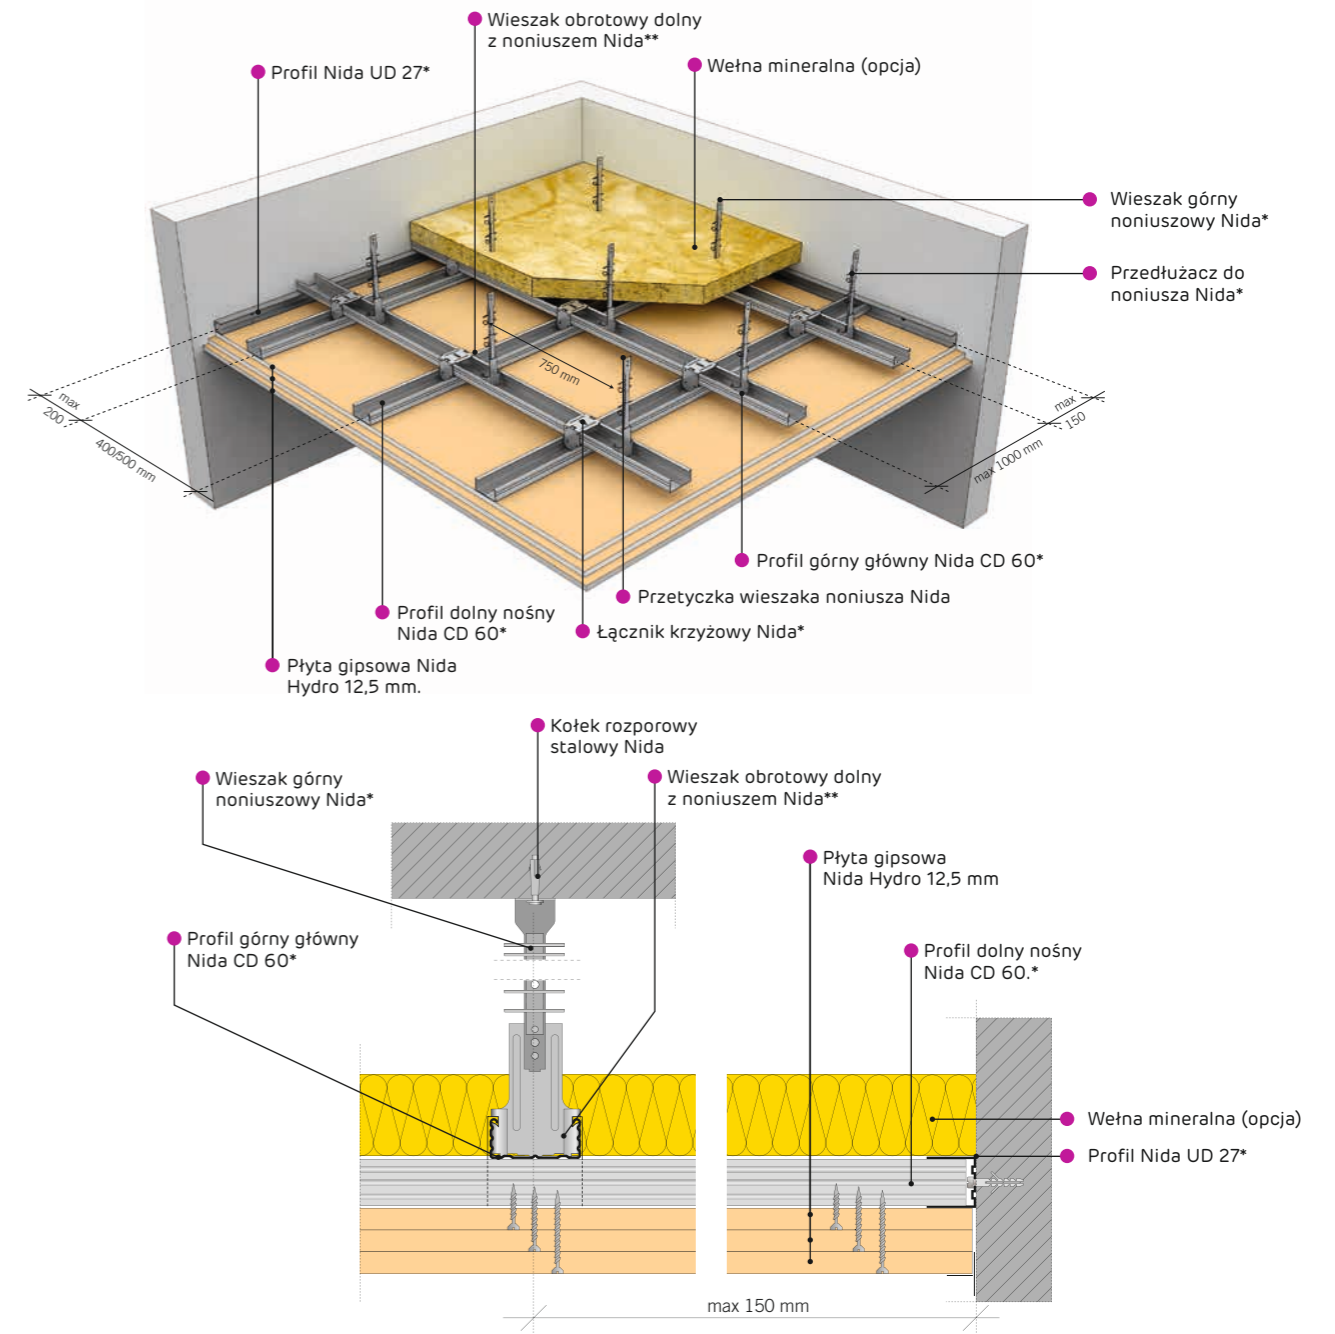 Wieszak obrotowy dolny
z noniuszem Nida**
Profil Nida UD 27*
Wełna mineralna (opcja)
Wieszak górny
noniuszowy Nida*
Przedłużacz do
noniusza Nida*
750 mm
max
200
400/500 mm
max
150
max 1000 mm
Profil górny główny Nida CD 60*
Przetyczka wieszaka noniusza Nida
Profil dolny nośny
Nida CD 60*
Łącznik krzyżowy Nida*
Płyta gipsowa Nida
Hydro 12,5 mm.
Kołek rozporowy
stalowy Nida
Wieszak górny
noniuszowy Nida*
Wieszak obrotowy dolny
z noniuszem Nida**
Płyta gipsowa
Nida Hydro 12,5 mm
Profil górny główny
Nida CD 60*
Profil dolny nośny
Nida CD 60.*
Wełna mineralna (opcja)
Profil Nida UD 27*
max 150 mm